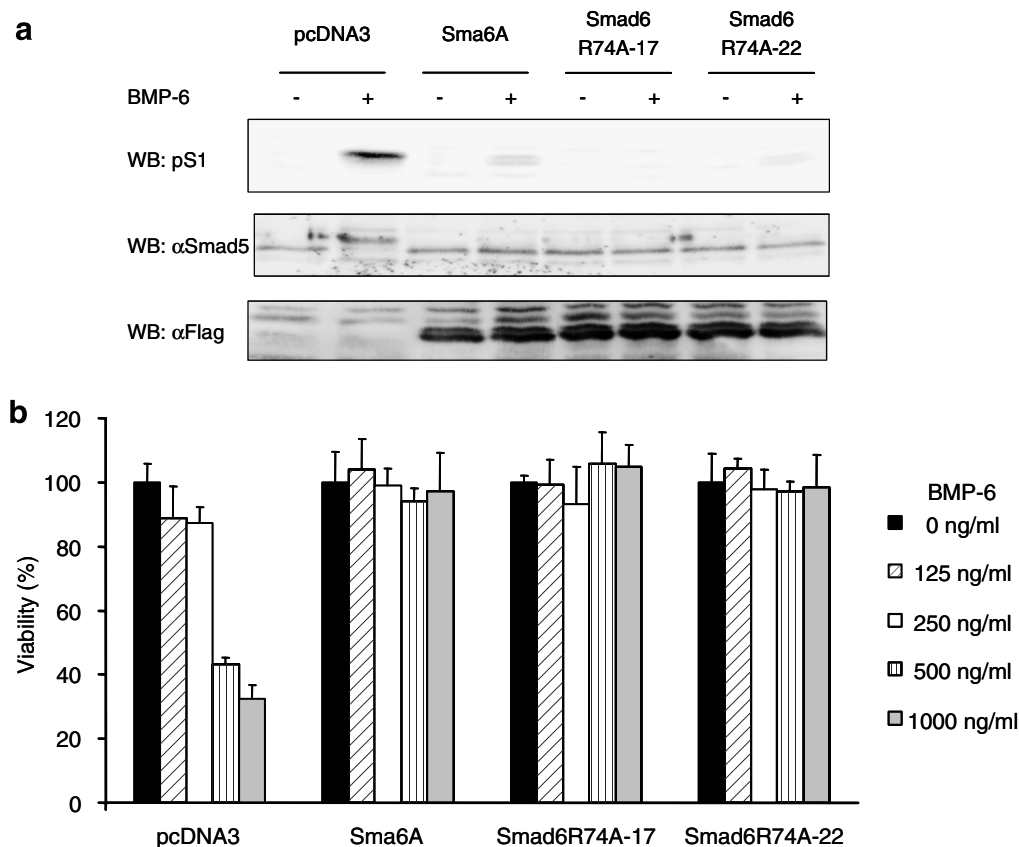 a
pcDNA3 Sma6A Smad6 R74A-17 Smad6 R74A-22
BMP-6 - + - + - + - +
WB: pS1
WB: αSmad5
WB: αFlag
b
Viability (%)
120
100
80
60
40
20
0
pcDNA3 Sma6A Smad6R74A-17 Smad6R74A-22
BMP-6
0 ng/ml
125 ng/ml
250 ng/ml
500 ng/ml
1000 ng/ml